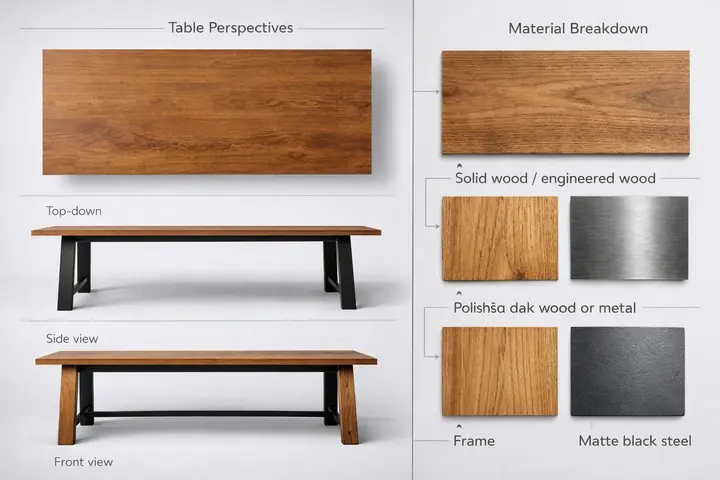 Table Perspectives
Top-down
Side view
Front view
Material Breakdown
Solid wood / engineered wood
Polishša dak wood or metal
Frame
Matte black steel